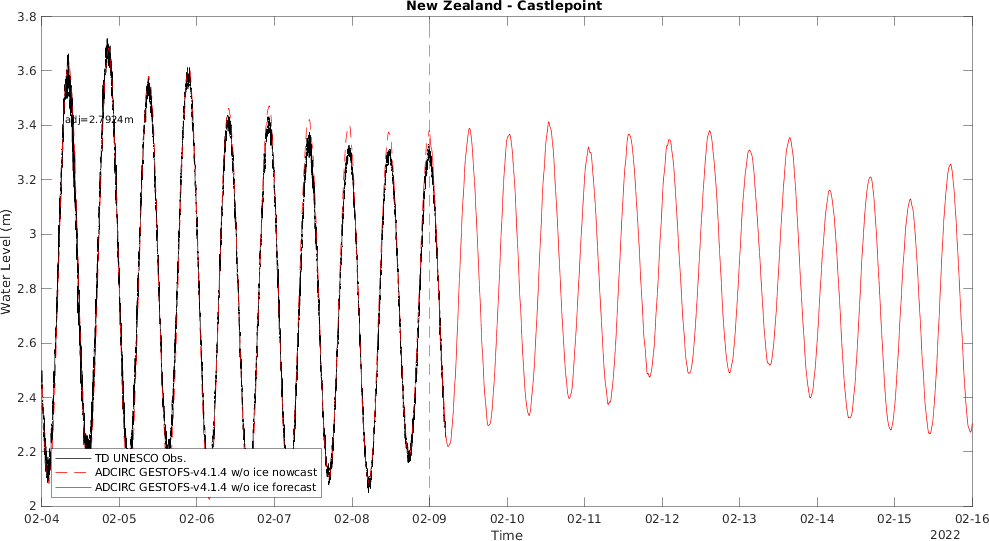 New Zealand - Castlepoint
3.8
3.6
adj=2.7924m
3.4
3.2
3
2.8
2.6
2.4
2.2
2
Water Level (m)
TD UNESCO Obs.
ADCIRC GESTOFS-v4.1.4 w/o ice nowcast
ADCIRC GESTOFS-v4.1.4 w/o ice forecast
02-04 02-05 02-06 02-07 02-08 02-09 02-10 02-11 02-12 02-13 02-14 02-15 02-16
Time
2022